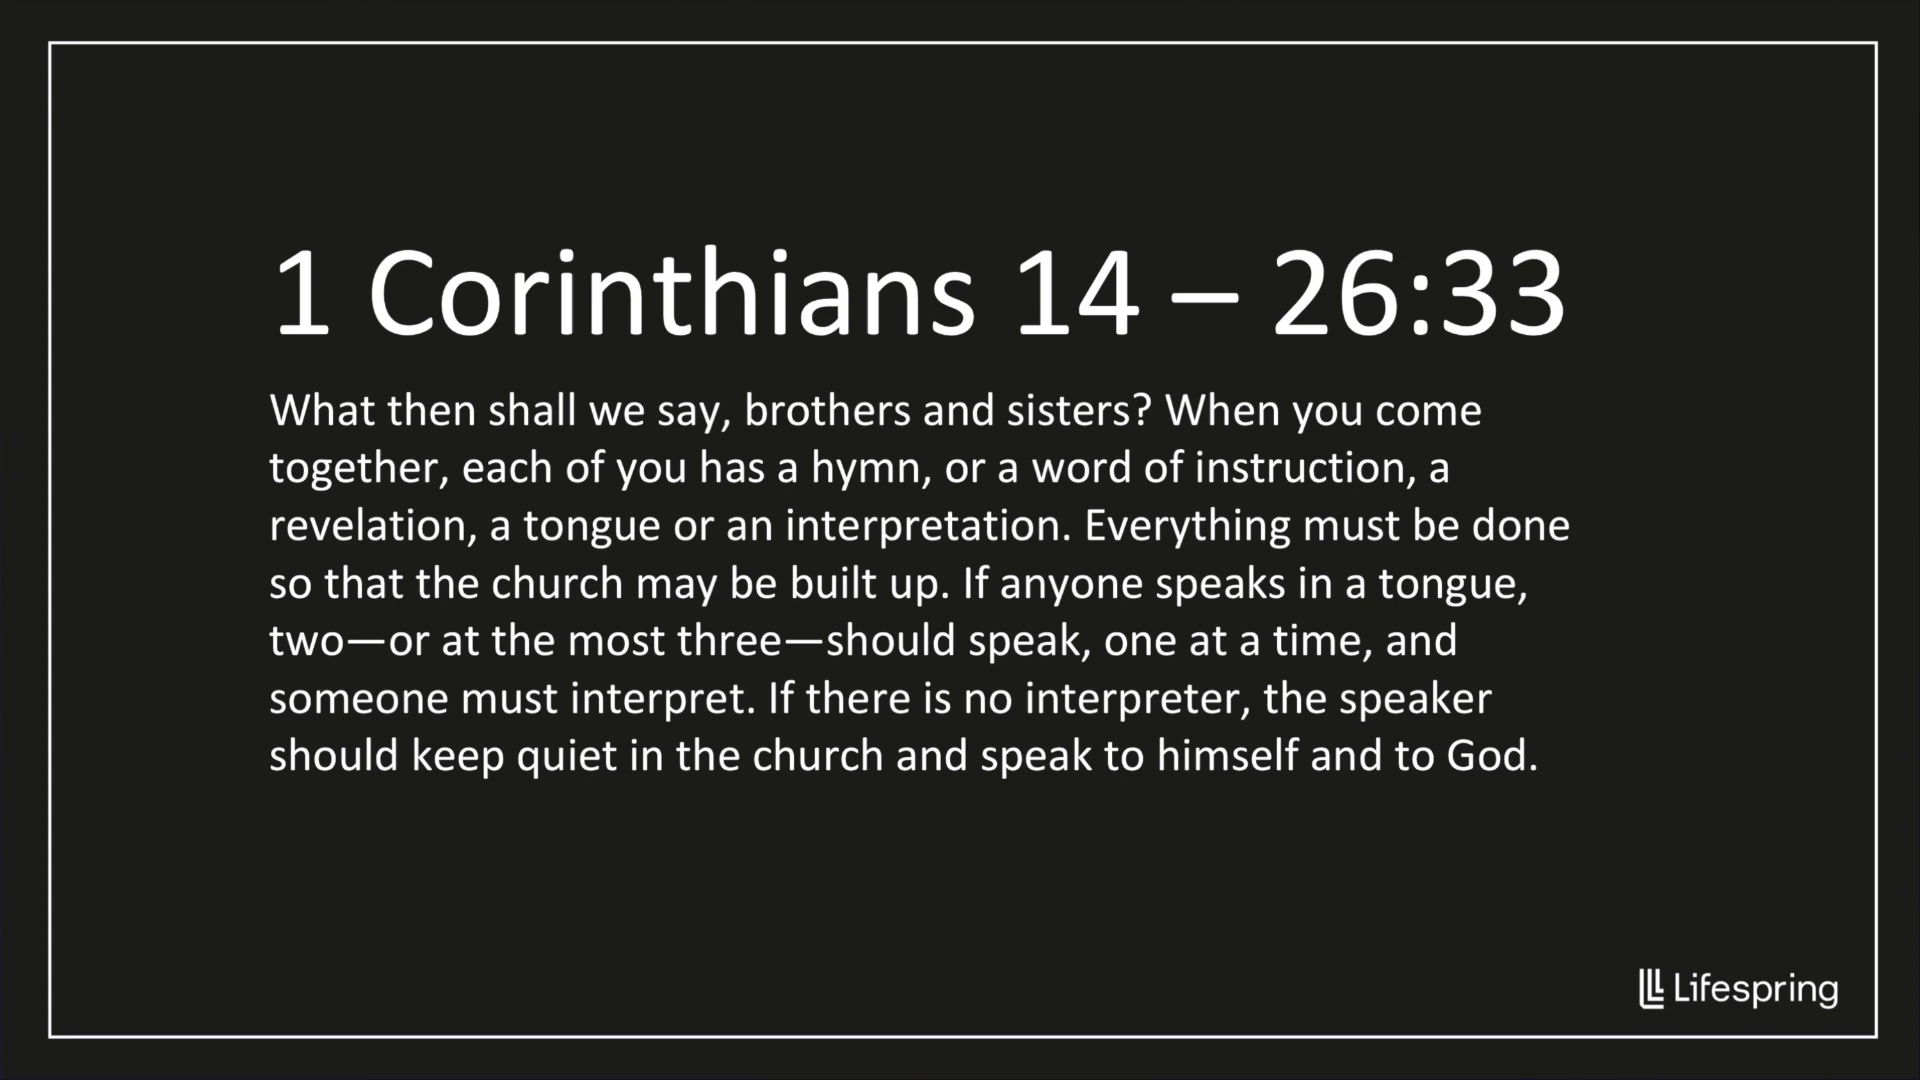 1 Corinthians 14 – 26:33
What then shall we say, brothers and sisters? When you come
together, each of you has a hymn, or a word of instruction, a
revelation, a tongue or an interpretation. Everything must be done
so that the church may be built up. If anyone speaks in a tongue,
two—or at the most three—should speak, one at a time, and
someone must interpret. If there is no interpreter, the speaker
should keep quiet in the church and speak to himself and to God.
Lifespring